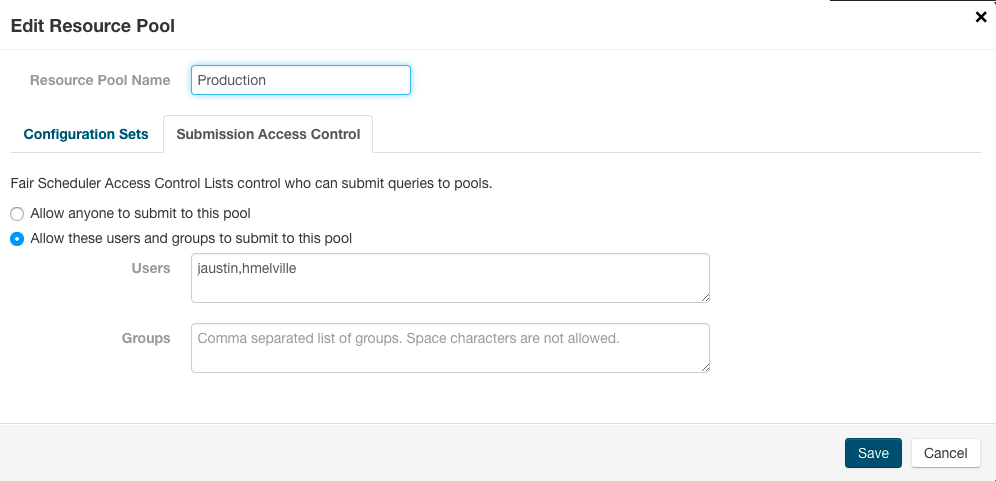 Edit Resource Pool
Resource Pool Name Production
Configuration Sets Submission Access Control
Fair Scheduler Access Control Lists control who can submit queries to pools.
Allow anyone to submit to this pool
Allow these users and groups to submit to this pool
Users jaustin,hmelville
Groups Comma separated list of groups. Space characters are not allowed.
Save Cancel